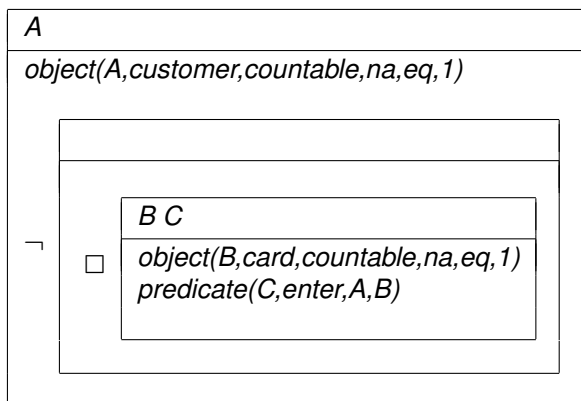 A
object(A,customer,countable,na,eq,1)
B C
¬
□
object(B,card,countable,na,eq,1)
predicate(C,enter,A,B)